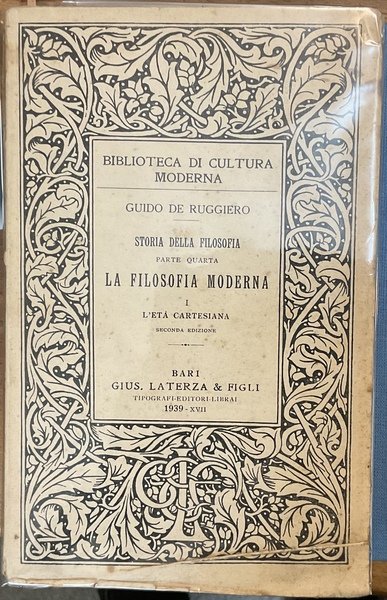 BIBLIOTECA DI CULTURA
MODERNA
GUIDO DE RUGGIERO
STORIA DELLA FILOSOFIA
PARTE QUARTA
LA FILOSOFIA MODERNA
I
L'ETÁ CARTESIANA
SECONDA EDIZIONE
BARI
GIUS. LATERZA & FIGLI
TIPOGRAFI-EDITORI-LIBRAI
1939-XVII